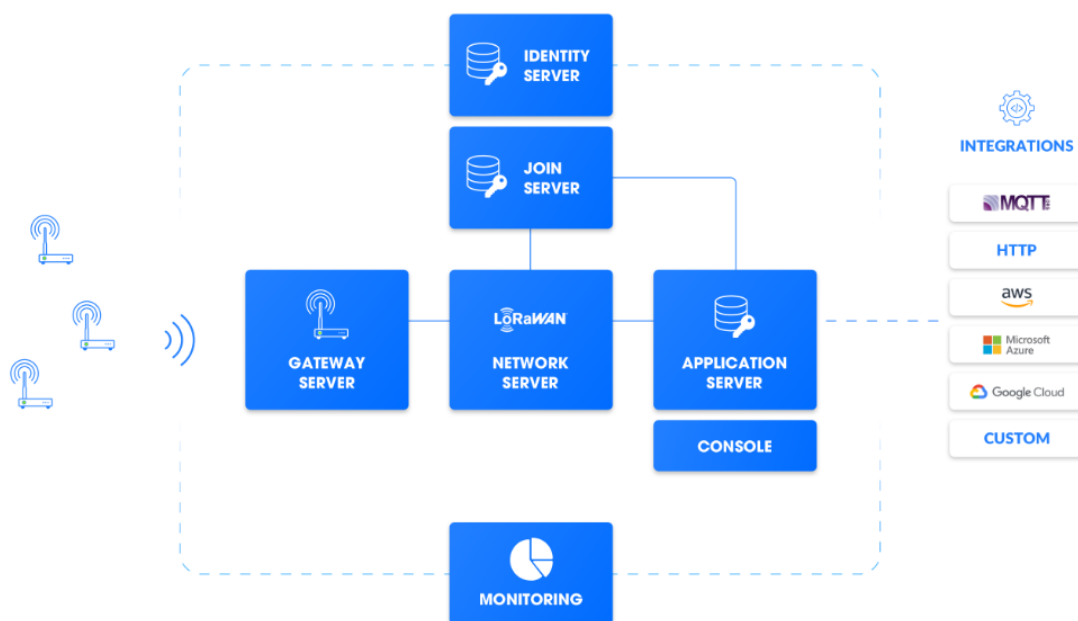 IDENTITY
SERVER
JOIN
SERVER
INTEGRATIONS
MQTT
HTTP
aws
Microsoft
Azure
Google Cloud
CUSTOM
GATEWAY
SERVER
LoRaWAN
NETWORK
SERVER
APPLICATION
SERVER
CONSOLE
MONITORING